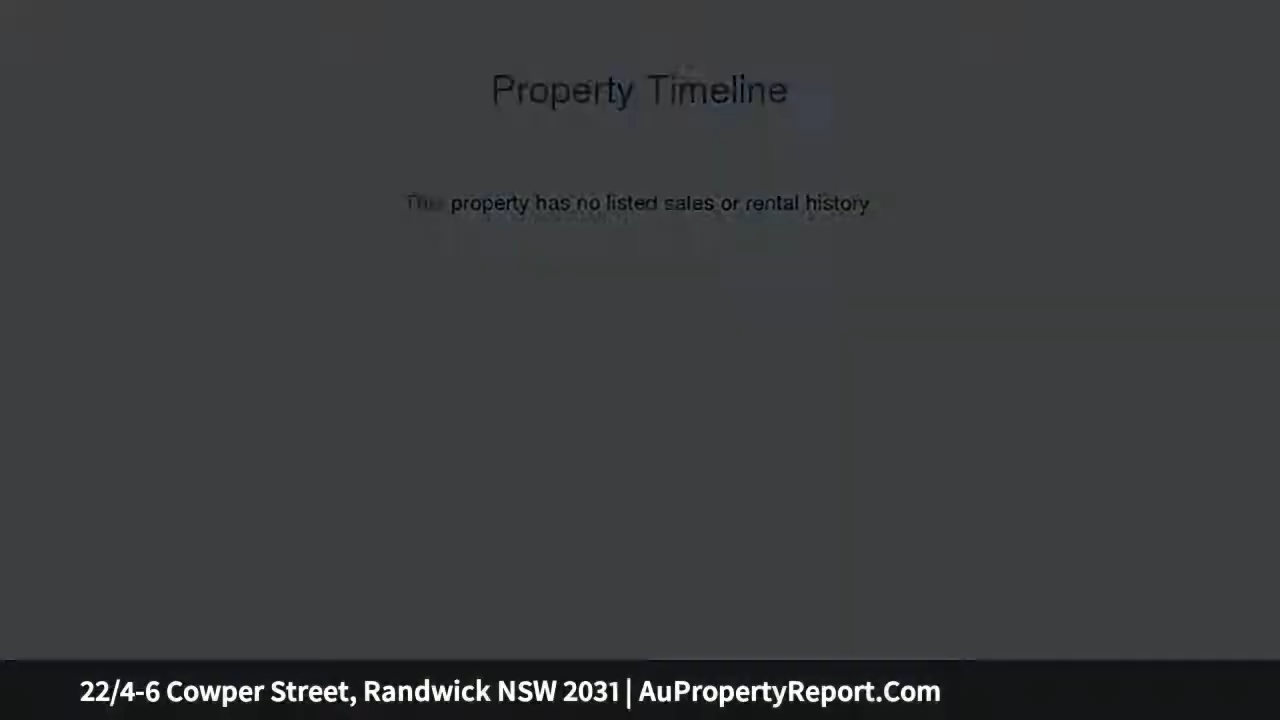 Property Timeline
This property has no listed sales or rental history
22/4-6 Cowper Street, Randwick NSW 2031 | AuPropertyReport.Com